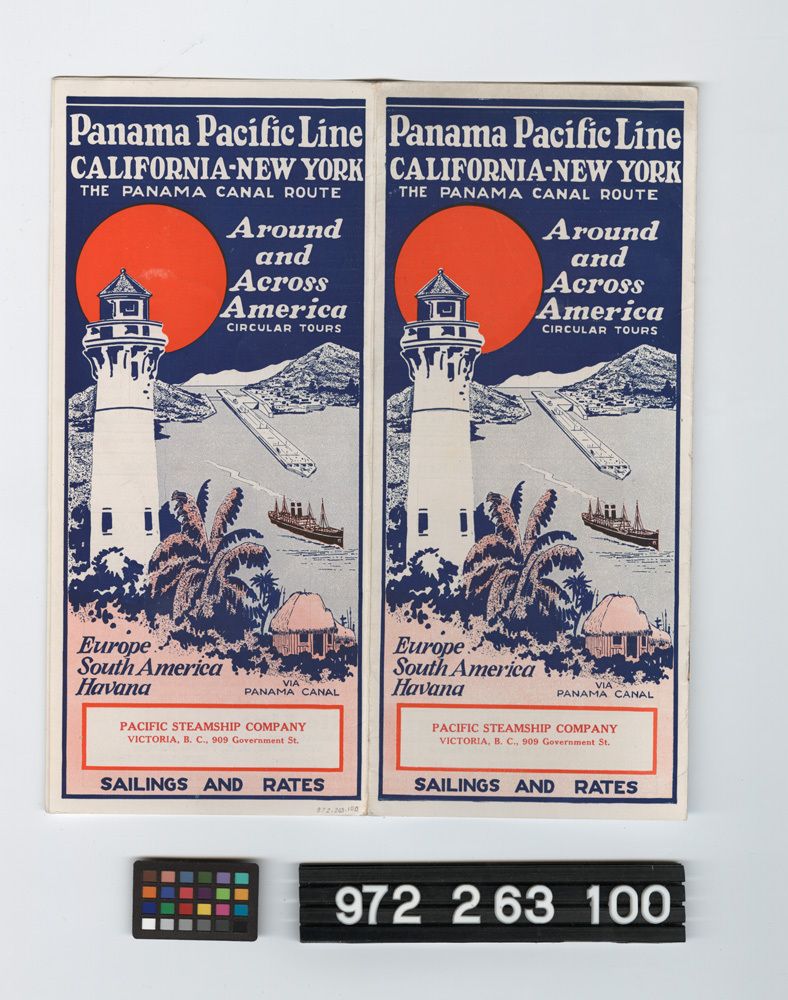 Panama Pacific Line
CALIFORNIA-NEW YORK
THE PANAMA CANAL ROUTE
Around
and
Across
America
CIRCULAR TOURS
Europe
South America
Havana
VIA
PANAMA CANAL
PACIFIC STEAMSHIP COMPANY
VICTORIA, B. C., 909 Government St.
SAILINGS AND RATES
972.263.100
Panama Pacific Line
CALIFORNIA-NEW YORK
THE PANAMA CANAL ROUTE
Around
and
Across
America
CIRCULAR TOURS
Europe
South America
Havana
VIA
PANAMA CANAL
PACIFIC STEAMSHIP COMPANY
VICTORIA, B. C., 909 Government St.
SAILINGS AND RATES
972 263 100